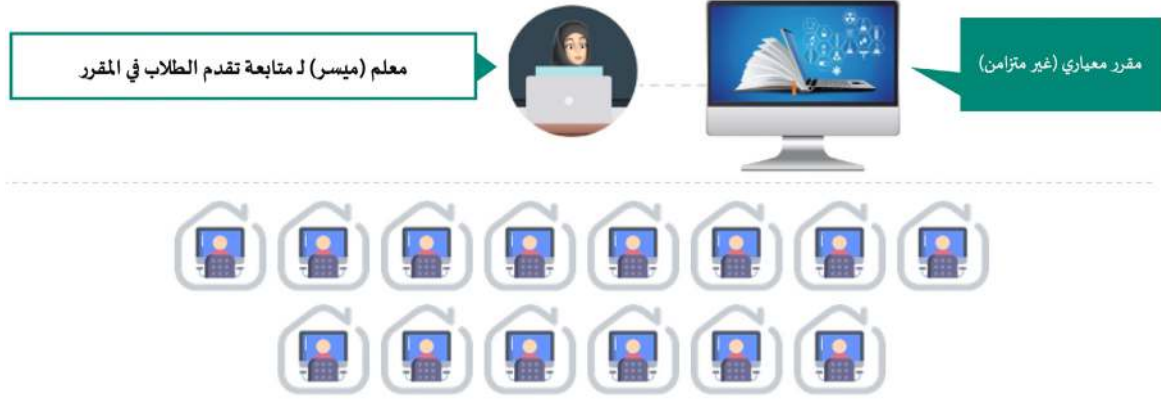 مقرر معياري (غير متزامن)
معلم (ميسر) لـ متابعة تقدم الطلاب في المقرر